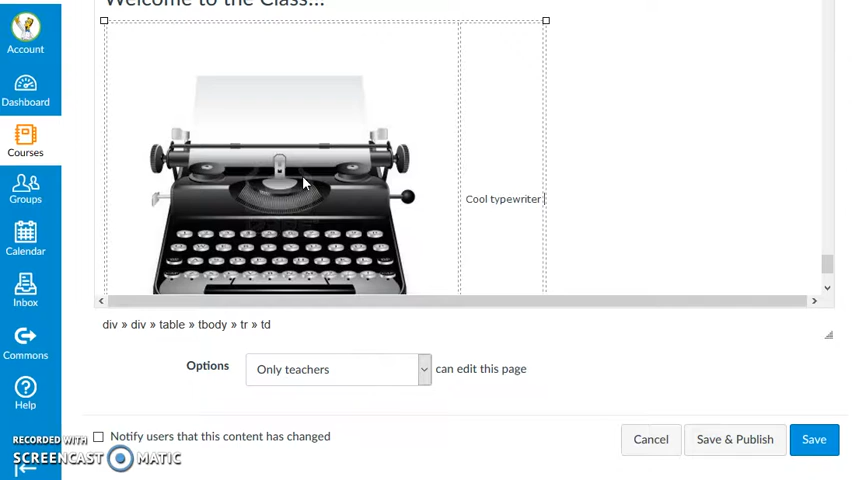 Welcome to the Class...
Account
Dashboard
Courses
Groups
Calendar
Inbox
Commons
Help
Cool typewriter
div » div » table » tbody » tr » td
Options
Only teachers
can edit this page
Notify users that this content has changed
Cancel
Save & Publish
Save
RECORDED WITH
SCREENCAST MATIC